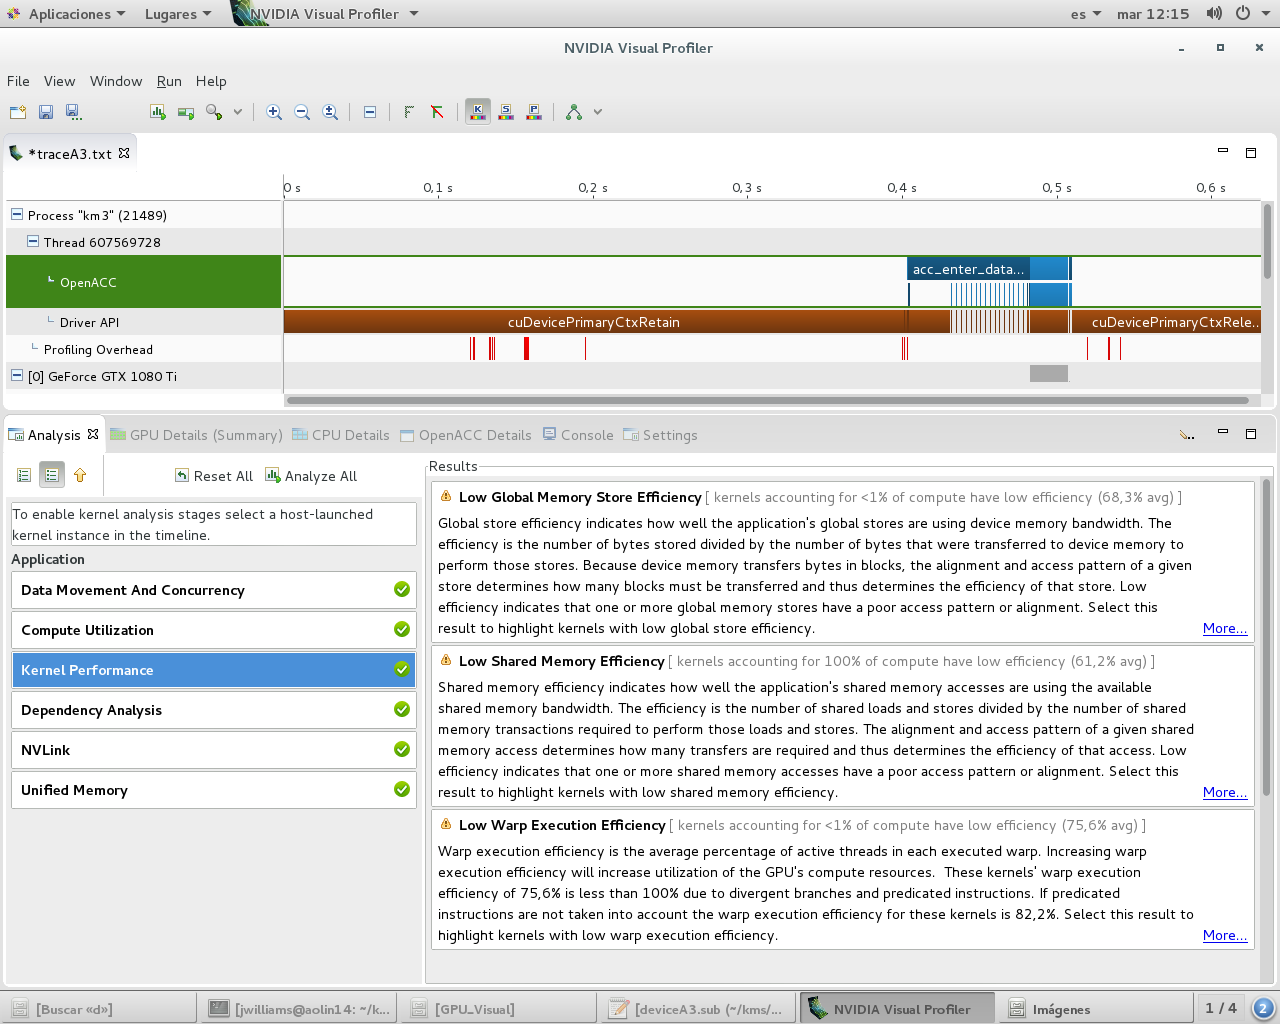 Aplicaciones Lugares NVIDIA Visual Profiler es mar 12:15
NVIDIA Visual Profiler
File View Window Run Help
K S P
*traceA3.txt
0 s 0,1 s 0,2 s 0,3 s 0,4 s 0,5 s 0,6 s
Process "km3" (21489)
Thread 607569728
OpenACC acc_enter_data...
Driver API cuDevicePrimaryCtxRetain cuDevicePrimaryCtxRele...
Profiling Overhead
[0] GeForce GTX 1080 Ti
Analysis GPU Details (Summary) CPU Details OpenACC Details Console Settings
Reset All Analyze All
To enable kernel analysis stages select a host-launched
kernel instance in the timeline.
Application
Data Movement And Concurrency
Compute Utilization
Kernel Performance
Dependency Analysis
NVLink
Unified Memory
Results
Low Global Memory Store Efficiency [ kernels accounting for <1% of compute have low efficiency (68,3% avg) ]
Global store efficiency indicates how well the application's global stores are using device memory bandwidth. The
efficiency is the number of bytes stored divided by the number of bytes that were transferred to device memory to
perform those stores. Because device memory transfers bytes in blocks, the alignment and access pattern of a given
store determines how many blocks must be transferred and thus determines the efficiency of that store. Low
efficiency indicates that one or more global memory stores have a poor access pattern or alignment. Select this
result to highlight kernels with low global store efficiency. More...
Low Shared Memory Efficiency [ kernels accounting for 100% of compute have low efficiency (61,2% avg) ]
Shared memory efficiency indicates how well the application's shared memory accesses are using the available
shared memory bandwidth. The efficiency is the number of shared loads and stores divided by the number of shared
memory transactions required to perform those loads and stores. The alignment and access pattern of a given shared
memory access determines how many transfers are required and thus determines the efficiency of that access. Low
efficiency indicates that one or more shared memory accesses have a poor access pattern or alignment. Select this
result to highlight kernels with low shared memory efficiency. More...
Low Warp Execution Efficiency [ kernels accounting for <1% of compute have low efficiency (75,6% avg) ]
Warp execution efficiency is the average percentage of active threads in each executed warp. Increasing warp
execution efficiency will increase utilization of the GPU's compute resources. These kernels' warp execution
efficiency of 75,6% is less than 100% due to divergent branches and predicated instructions. If predicated
instructions are not taken into account the warp execution efficiency for these kernels is 82,2%. Select this result to
highlight kernels with low warp execution efficiency. More...
[Buscar «d»] [jwilliams@aolin14: ~/k... [GPU_Visual] [deviceA3.sub (~/kms/... NVIDIA Visual Profiler Imágenes 1 / 4 2